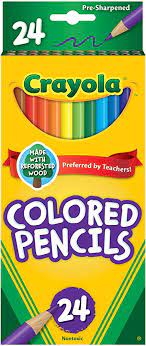 24
Pre-Sharpened
Crayola
MADE
WITH
REFORESTED
WOOD
Preferred by Teachers!
COLORED
PENCILS
24
Nontoxic